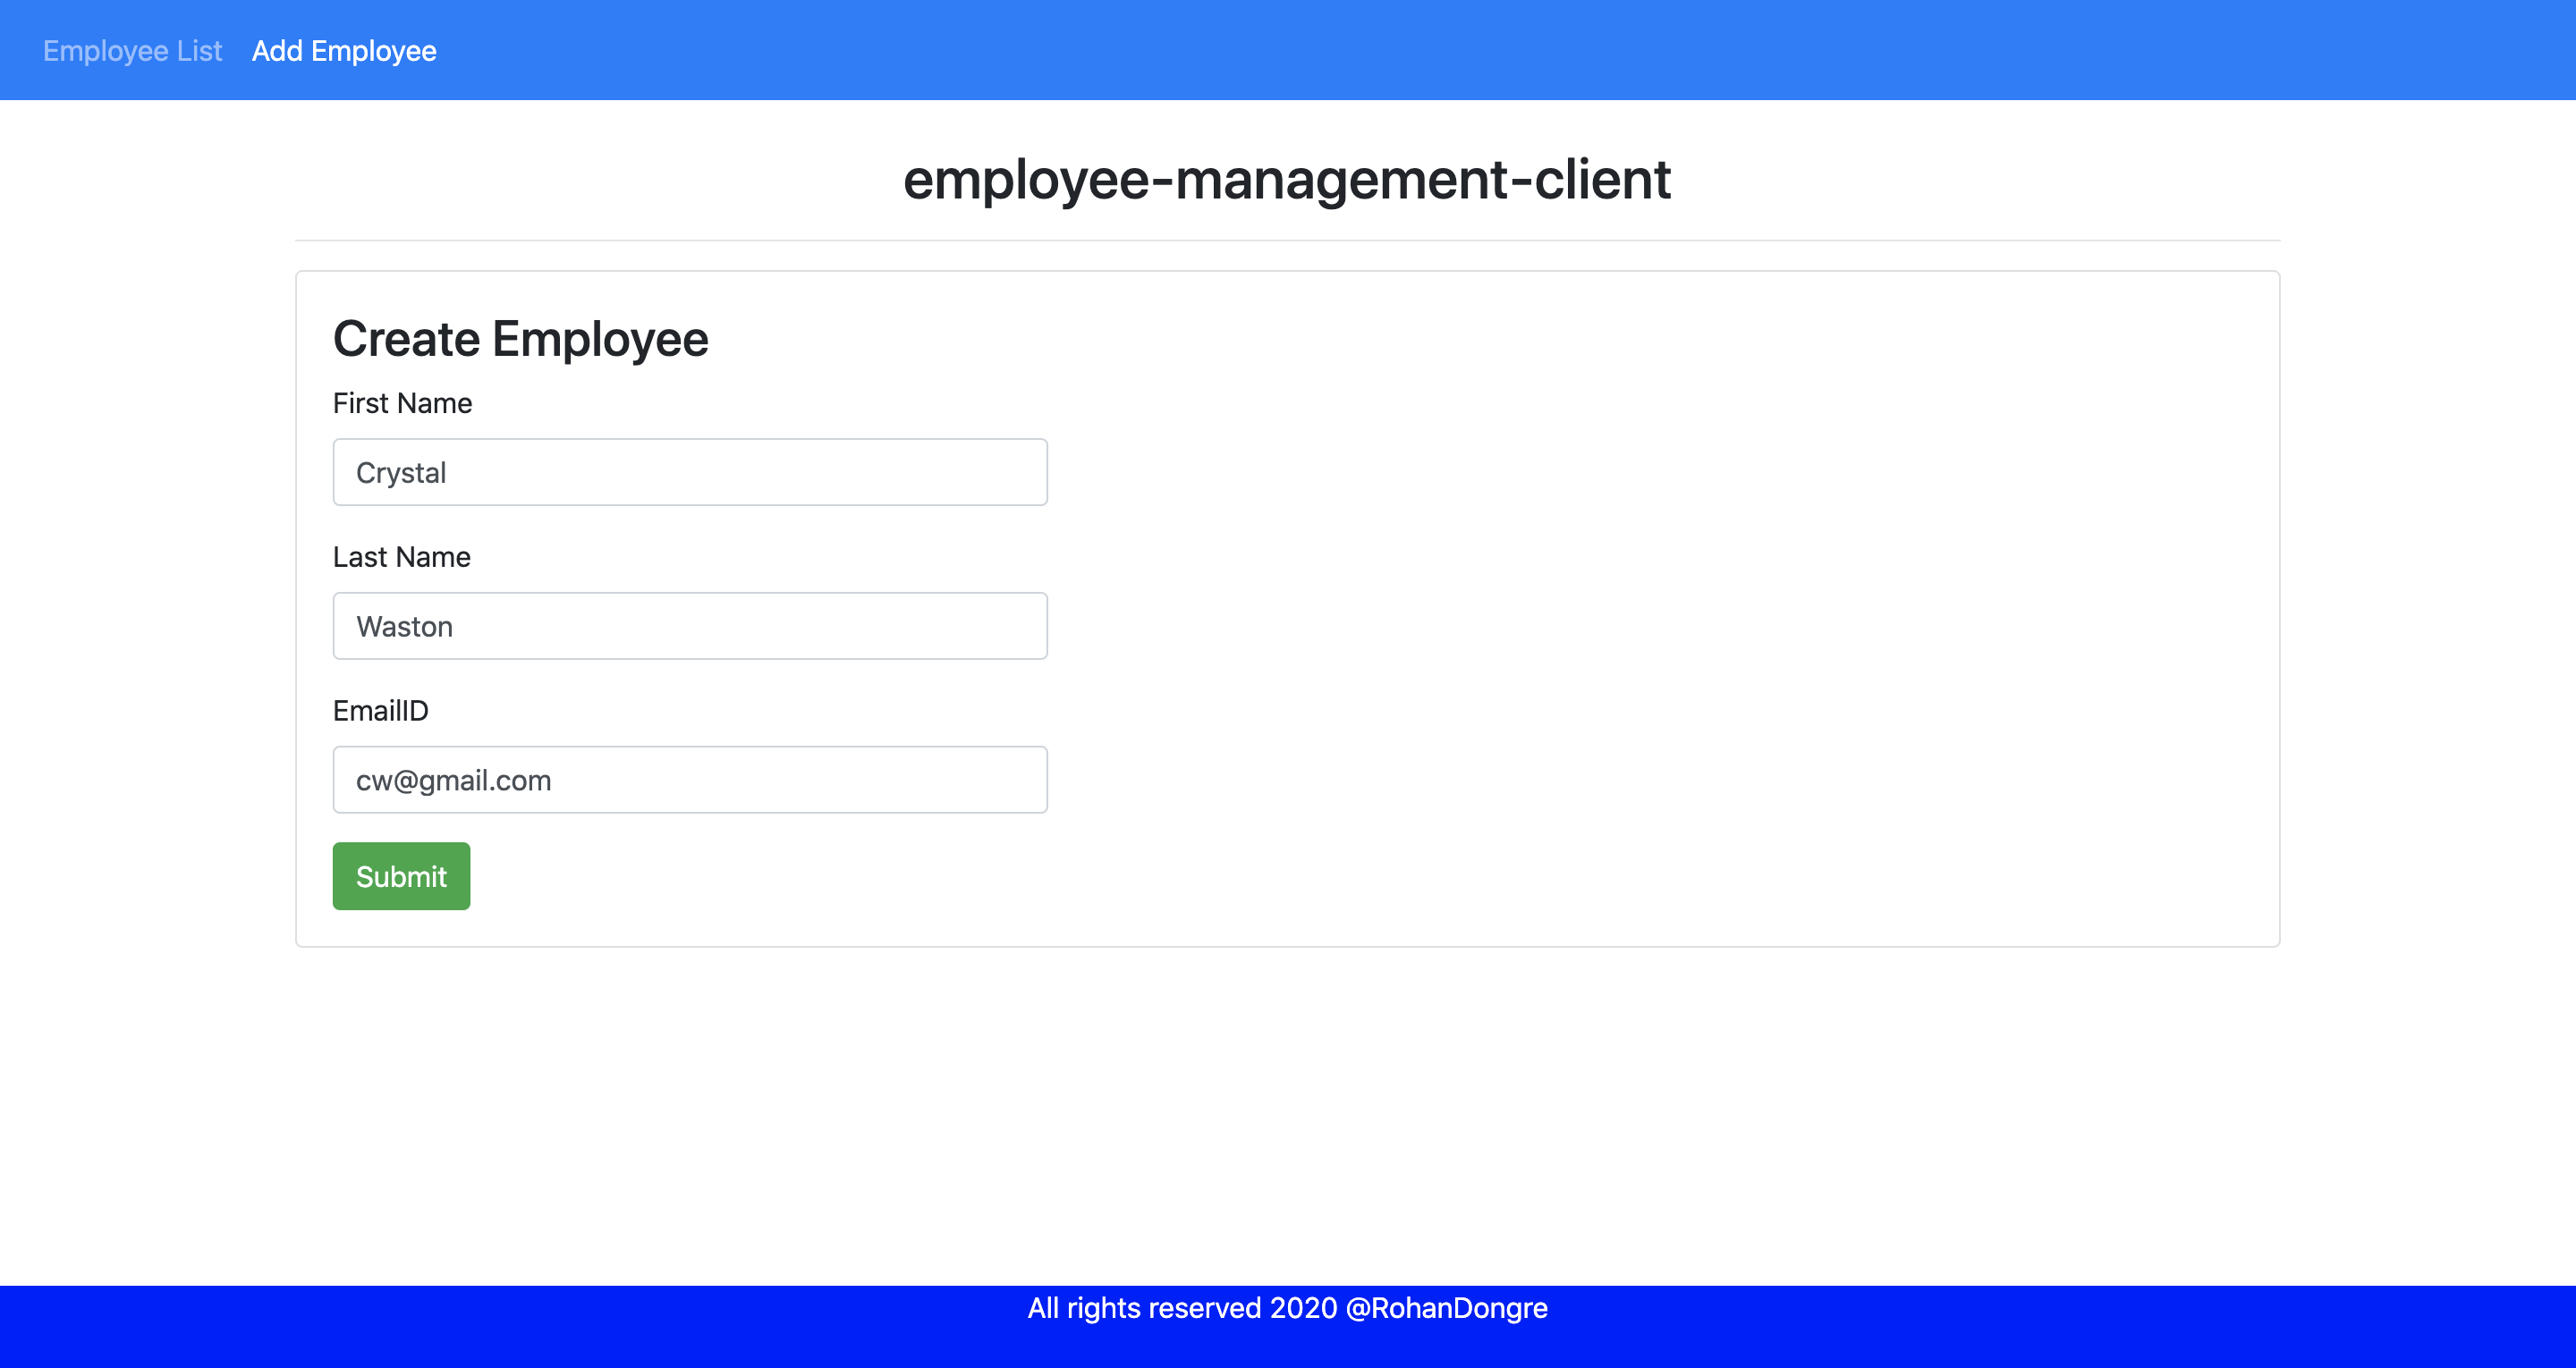 Employee List Add Employee
employee-management-client
Create Employee
First Name
Crystal
Last Name
Waston
EmailID
cw@gmail.com
Submit
All rights reserved 2020 @RohanDongre